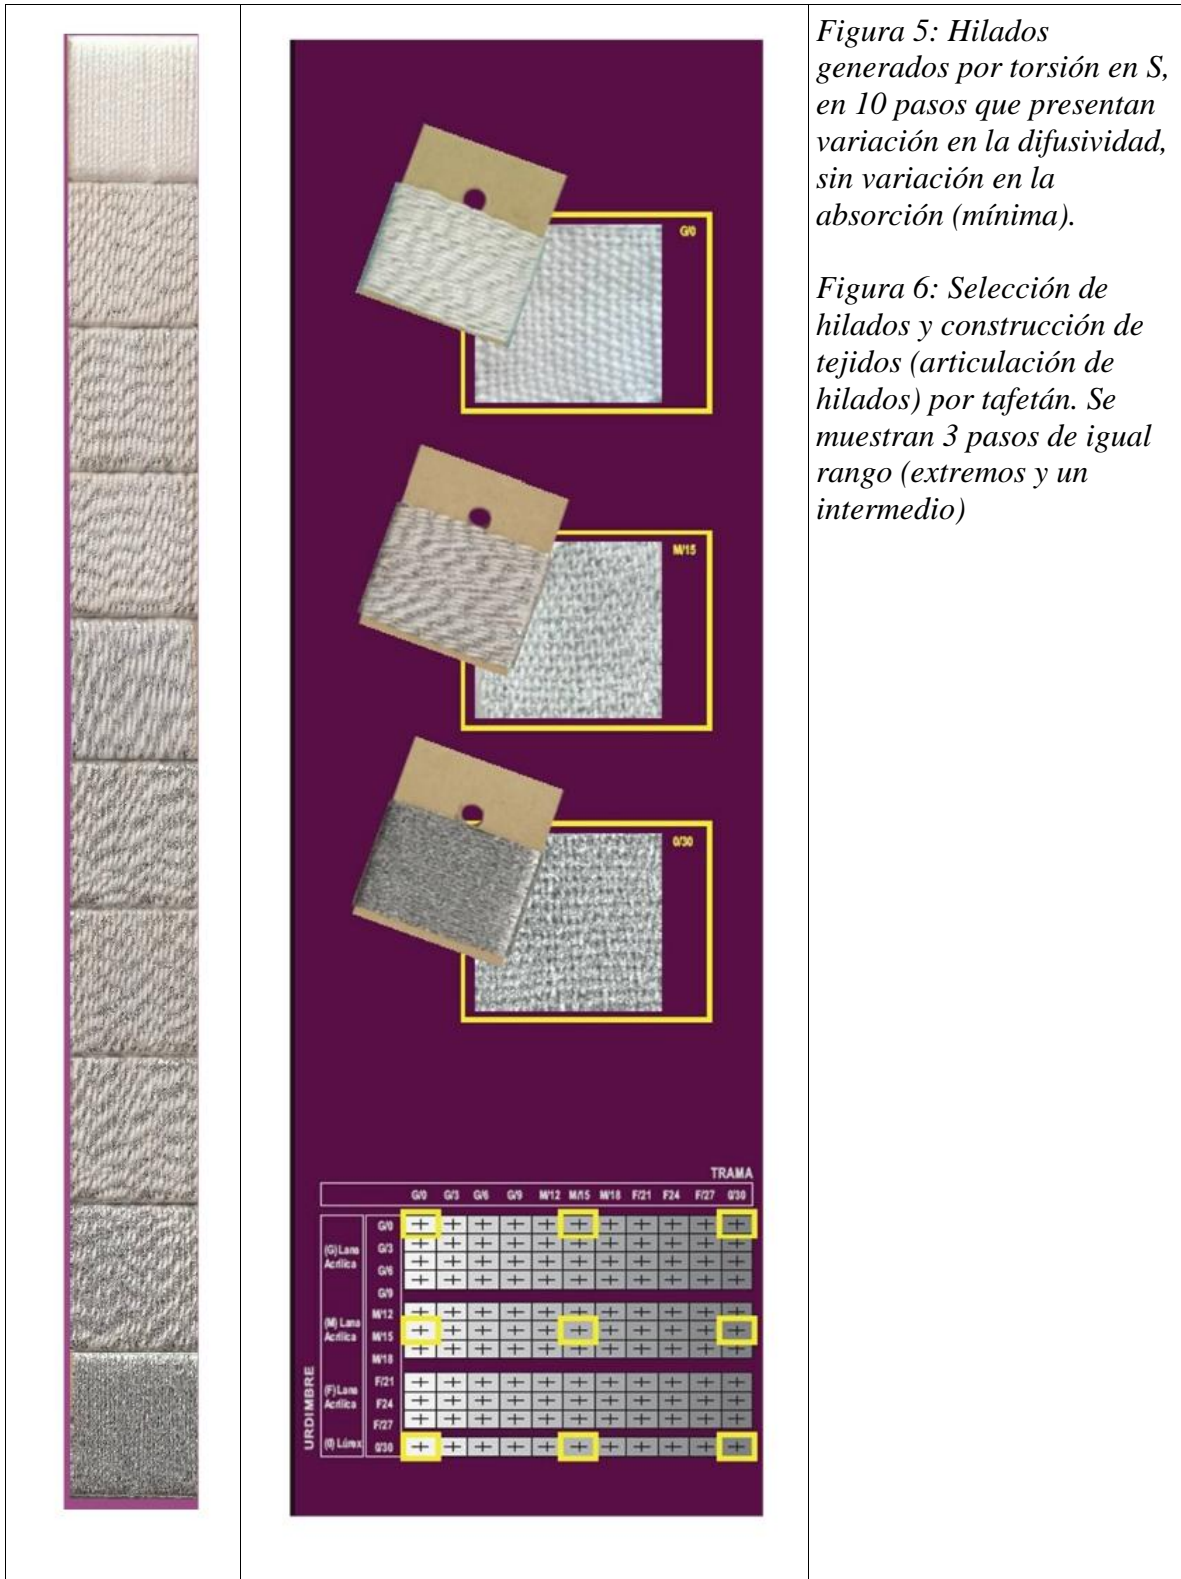 Figura 5: Hilados
generados por torsión en S,
en 10 pasos que presentan
variación en la difusividad,
sin variación en la
absorción (mínima).
Figura 6: Selección de
hilados y construcción de
tejidos (articulación de
hilados) por tafetán. Se
muestran 3 pasos de igual
rango (extremos y un
intermedio)
G/0
M/15
0/30
TRAMA
G/0 G/3 G/6 G/9 M/12 M/15 M/18 F/21 F24 F/27 0/30
URDIMBRE
(G) Lana
Acrílica
G/0
G/3
G/6
G/9
(M) Lana
Acrílica
M/12
M/15
M/18
(F) Lana
Acrílica
F/21
F24
F/27
(0) Lúrex
0/30